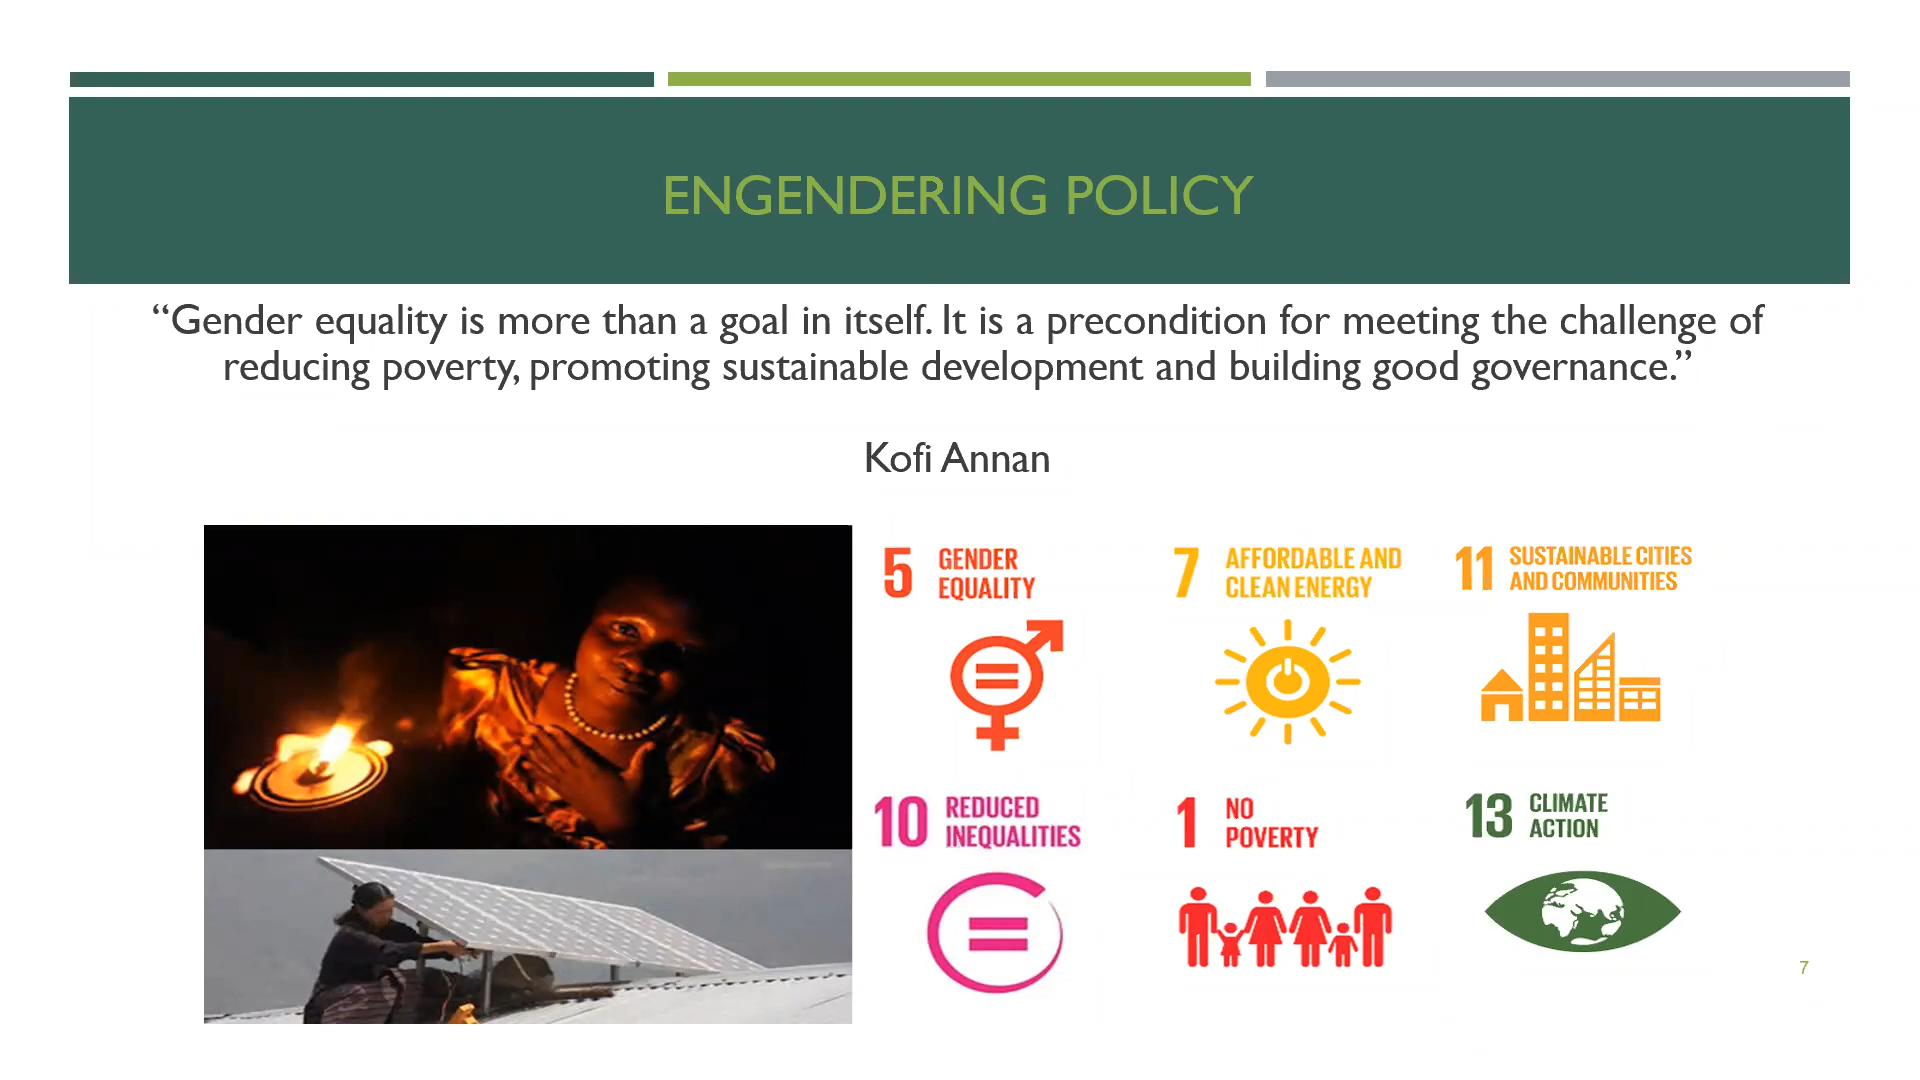 ENGENDERING POLICY
“Gender equality is more than a goal in itself. It is a precondition for meeting the challenge of
reducing poverty, promoting sustainable development and building good governance.”
Kofi Annan
5 GENDER
EQUALITY
7 AFFORDABLE AND
CLEAN ENERGY
11 SUSTAINABLE CITIES
AND COMMUNITIES
10 REDUCED
INEQUALITIES
1 NO
POVERTY
13 CLIMATE
ACTION
7